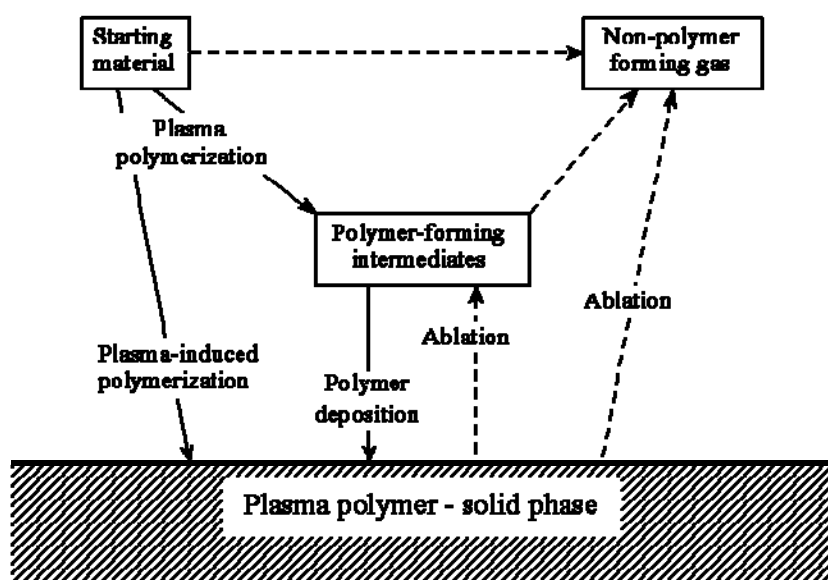 Starting
material
Non-polymer
forming gas
Plasma
polymerization
Polymer-forming
intermediates
Ablation
Ablation
Plasma-induced
polymerization
Polymer
deposition
Plasma polymer - solid phase